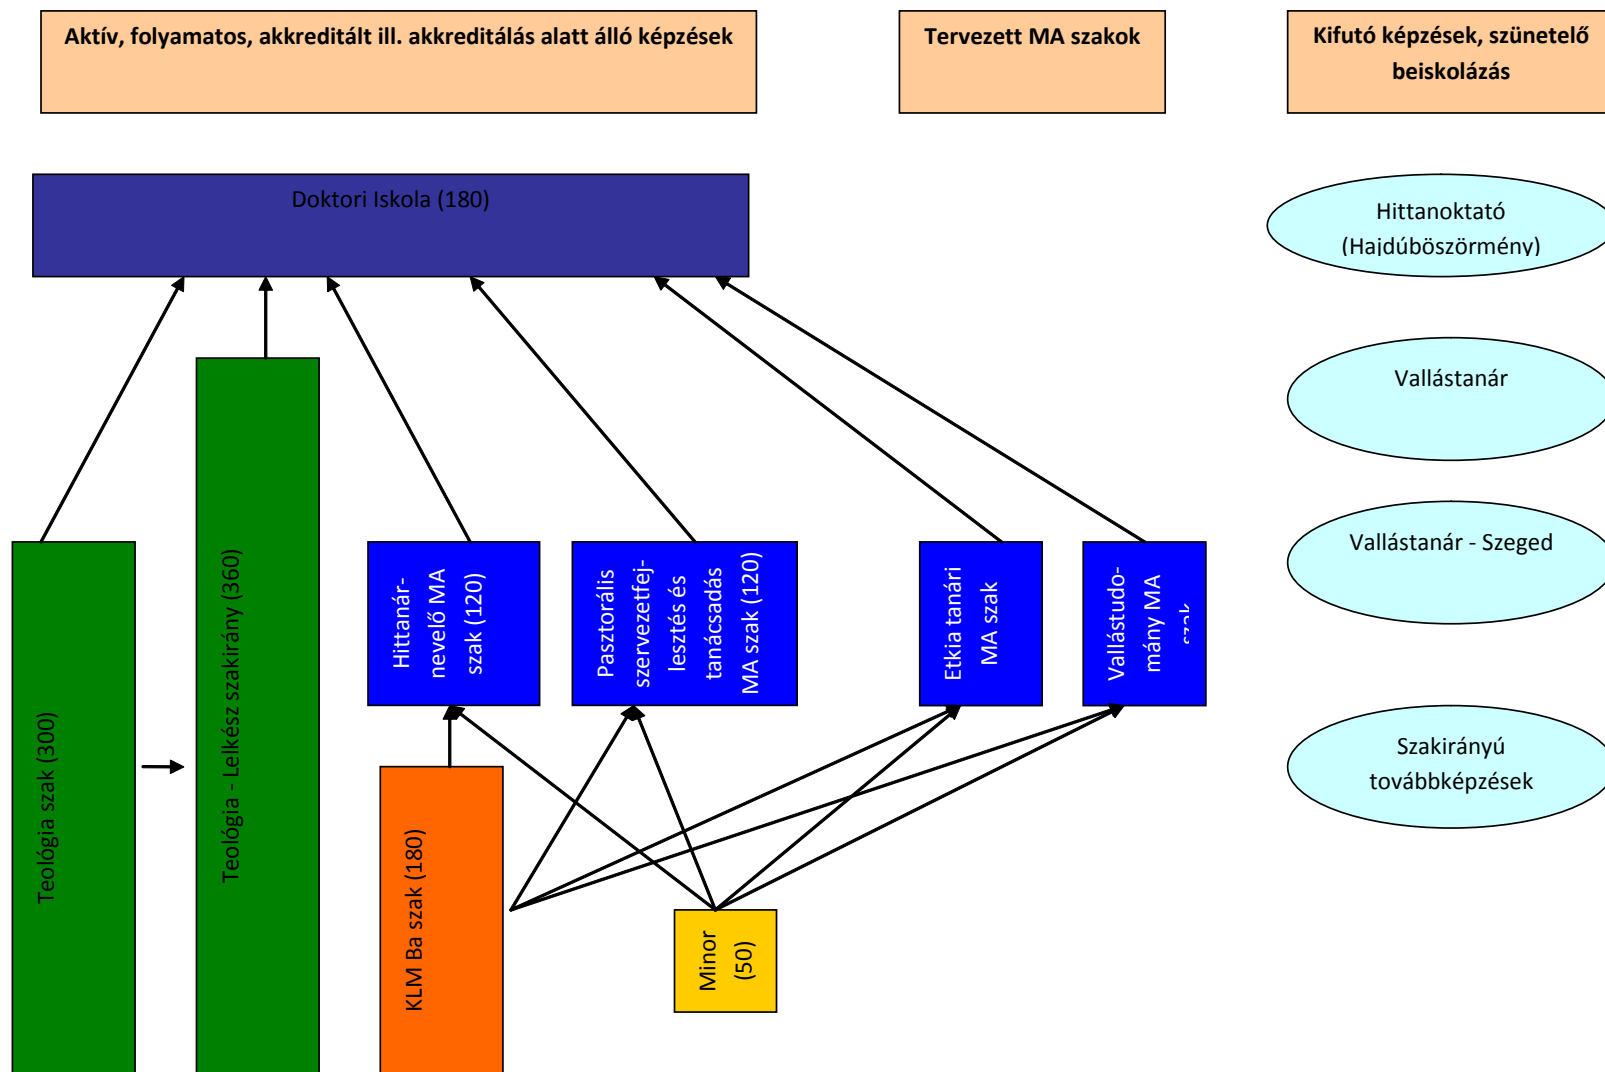 Aktív, folyamatos, akkreditált ill. akkreditálás alatt álló képzések
Tervezett MA szakok
Kifutó képzések, szünetelő
beiskolázás
Doktori Iskola (180)
Hittanoktató
(Hajdúböszörmény)
Vallástanár
Vallástanár - Szeged
Szakirányú
továbbképzések
Teológia szak (300)
Teológia - Lelkész szakirány (360)
Hittanár-
nevelő MA
szak (120)
Pasztorális
szervezetfej-
lesztés és
tanácsadás
MA szak (120)
Etkia tanári
MA szak
Vallástudo-
mány MA
szak
KLM Ba szak (180)
Minor
(50)